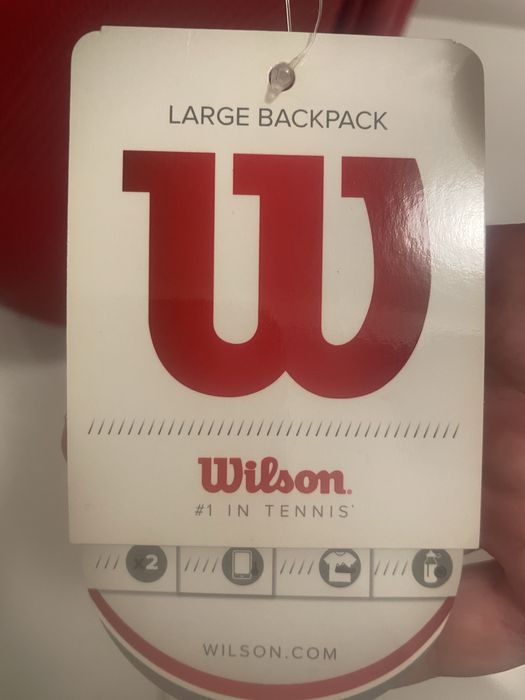 LARGE BACKPACK
W
Wilson.
#1 IN TENNIS*
x2
WILSON.COM